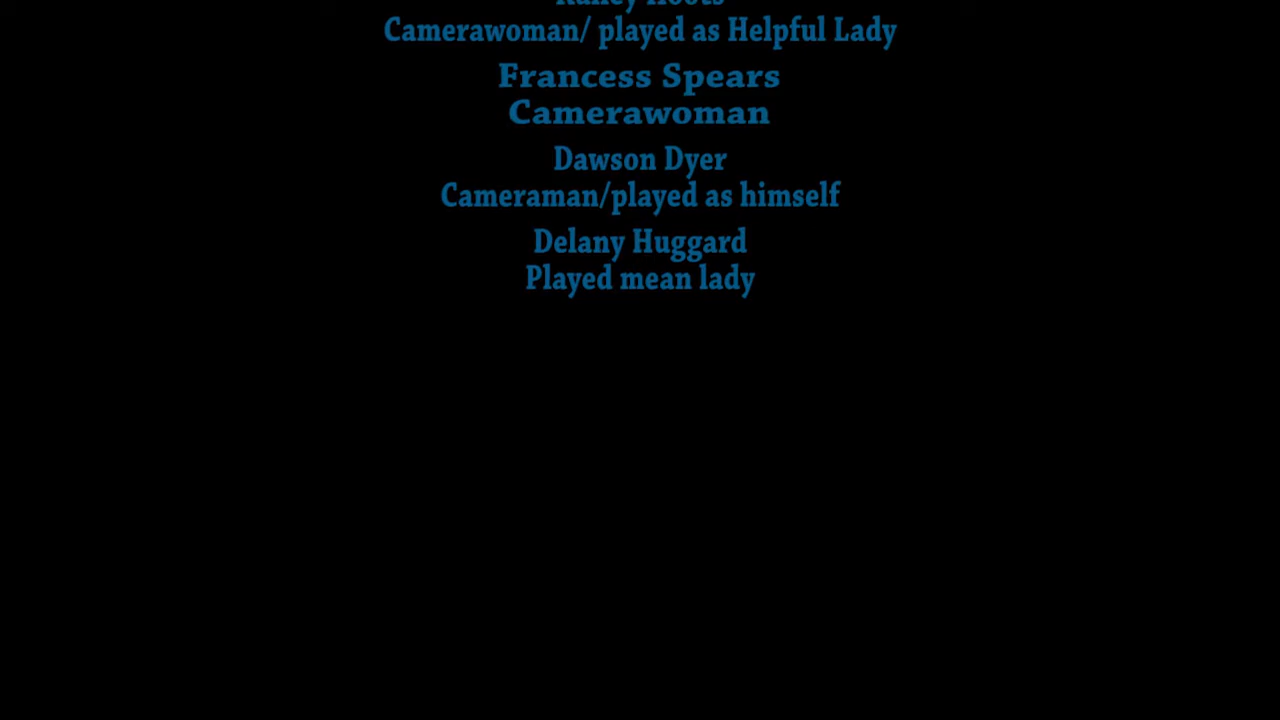 Camerawoman/ played as Helpful Lady
Francess Spears
Camerawoman
Dawson Dyer
Cameraman/played as himself
Delany Huggard
Played mean lady